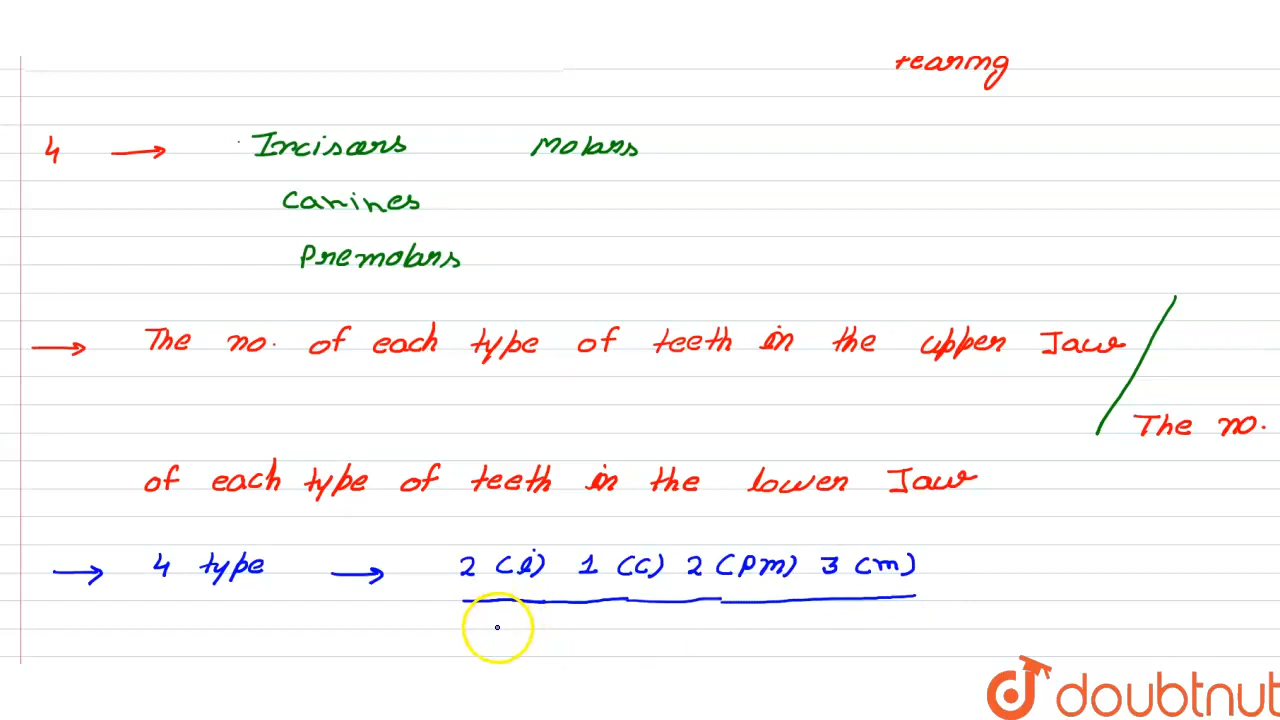 tearing
4 → Incisors Molars
Canines
Premolars
→ The no. of each type of teeth in the upper Jaw /
The no.
of each type of teeth in the lower Jaw
→ 4 type → 2 (i) 1 (C) 2 (Pm) 3 (m)
doubtnut